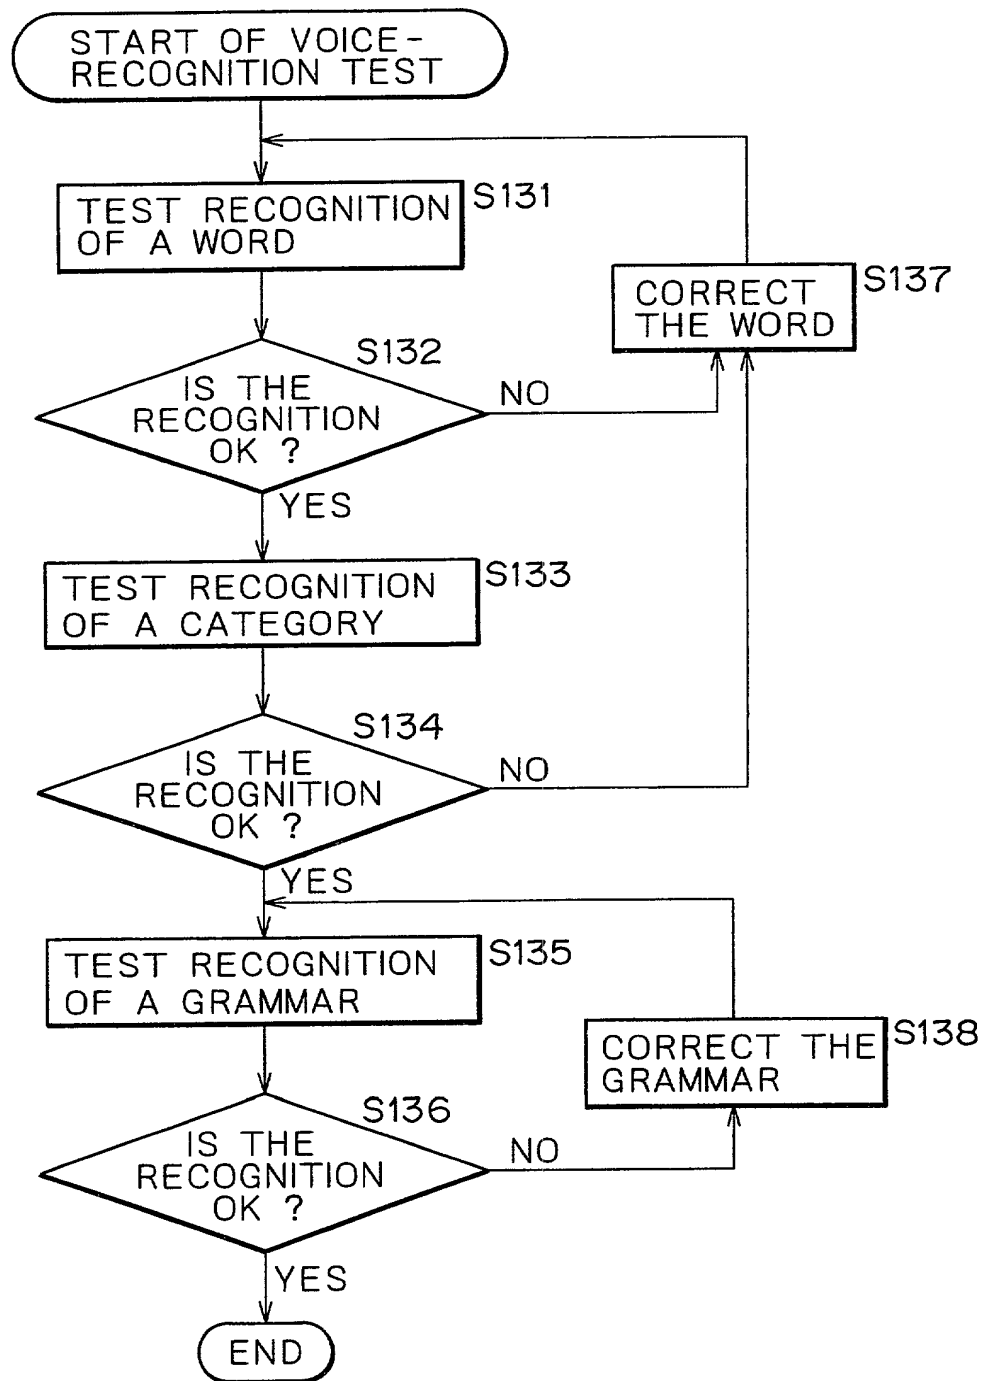 START OF VOICE-
RECOGNITION TEST
TEST RECOGNITION
OF A WORD
S131
CORRECT
THE WORD
S137
S132
IS THE
RECOGNITION
OK ?
NO
YES
TEST RECOGNITION
OF A CATEGORY
S133
S134
IS THE
RECOGNITION
OK ?
NO
YES
TEST RECOGNITION
OF A GRAMMAR
S135
CORRECT THE
GRAMMAR
S138
S136
IS THE
RECOGNITION
OK ?
NO
YES
END